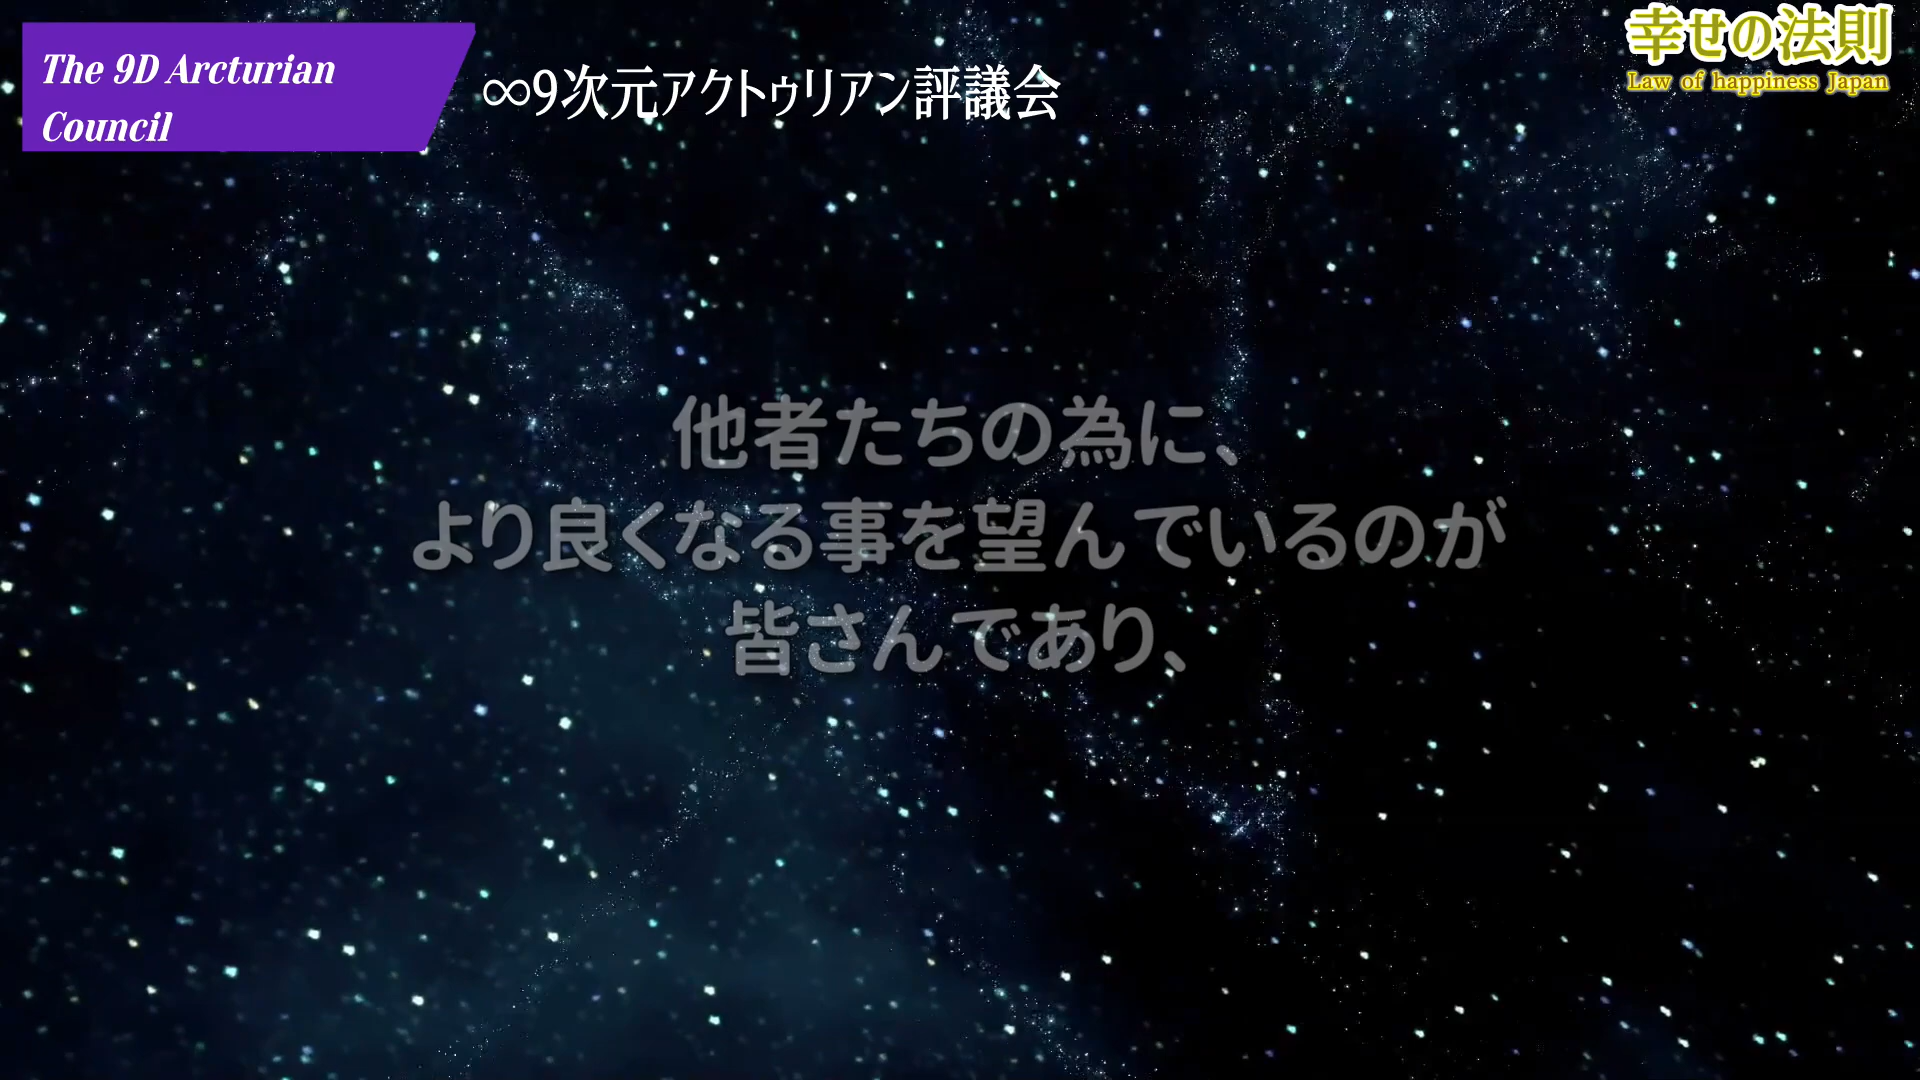 The 9D Arcturian
Council
∞9次元アクトゥリアン評議会
幸せの法則
Law of happiness Japan
他者たちの為に、
より良くなる事を望んでいるのが
皆さんであり、